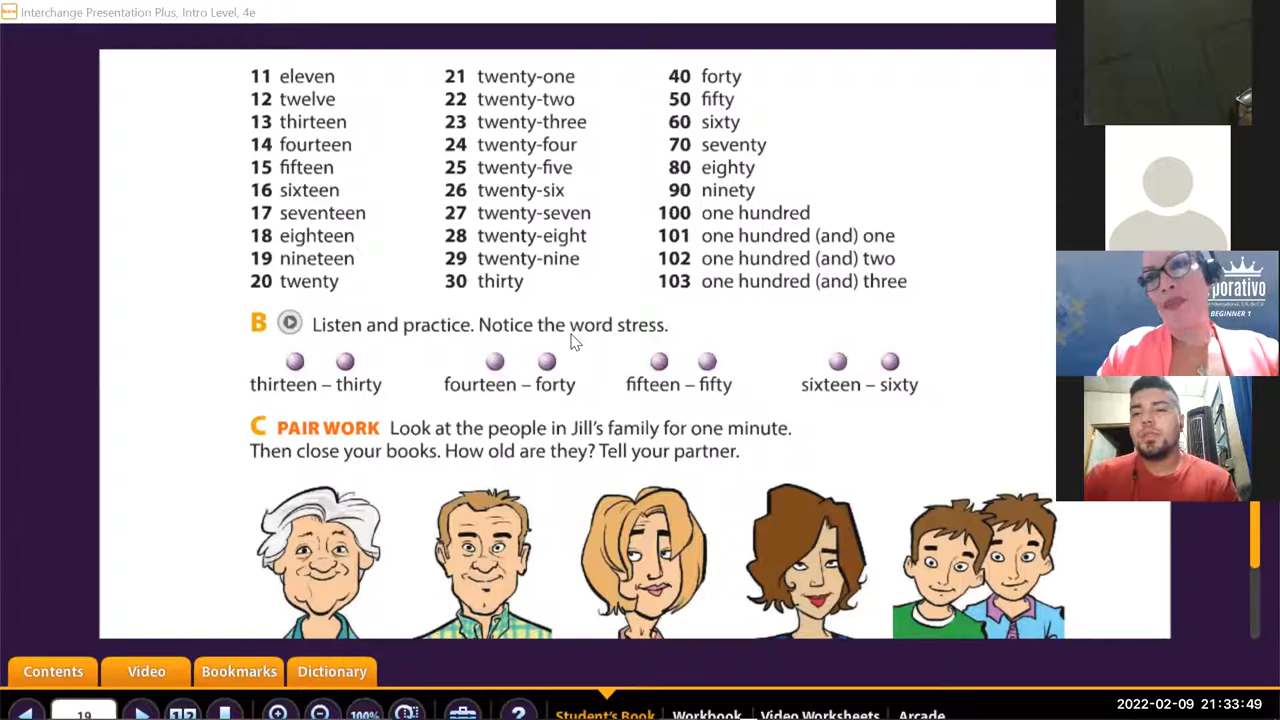 Interchange Presentation Plus, Intro Level, 4e
11 eleven 21 twenty-one 40 forty
12 twelve 22 twenty-two 50 fifty
13 thirteen 23 twenty-three 60 sixty
14 fourteen 24 twenty-four 70 seventy
15 fifteen 25 twenty-five 80 eighty
16 sixteen 26 twenty-six 90 ninety
17 seventeen 27 twenty-seven 100 one hundred
18 eighteen 28 twenty-eight 101 one hundred (and) one
19 nineteen 29 twenty-nine 102 one hundred (and) two
20 twenty 30 thirty 103 one hundred (and) three
B Listen and practice. Notice the word stress.
thirteen – thirty fourteen – forty fifteen – fifty sixteen – sixty
C PAIR WORK Look at the people in Jill's family for one minute.
Then close your books. How old are they? Tell your partner.
porativo
BEGINNER 1
Contents Video Bookmarks Dictionary
19 100% ? Student's Book Workbook Video Worksheets Arcade
2022-02-09 21:33:49